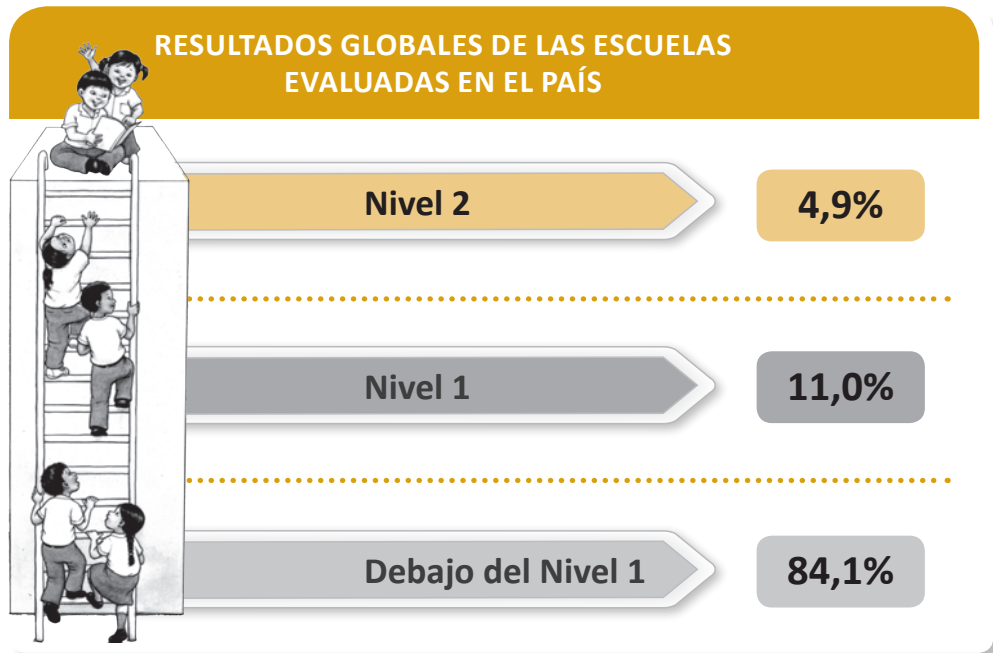 RESULTADOS GLOBALES DE LAS ESCUELAS
EVALUADAS EN EL PAÍS
Nivel 2
4,9%
Nivel 1
11,0%
Debajo del Nivel 1
84,1%